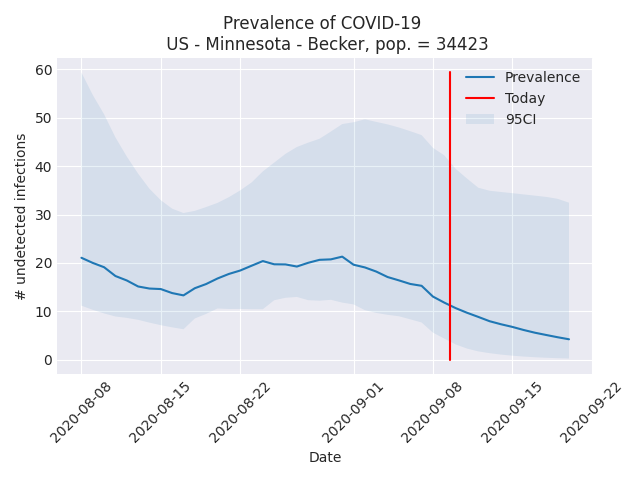 Prevalence of COVID-19
US - Minnesota - Becker, pop. = 34423
Prevalence
Today
95CI
60
50
40
30
20
10
0
# undetected infections
2020-08-08
2020-08-15
2020-08-22
2020-09-01
2020-09-08
2020-09-15
2020-09-22
Date